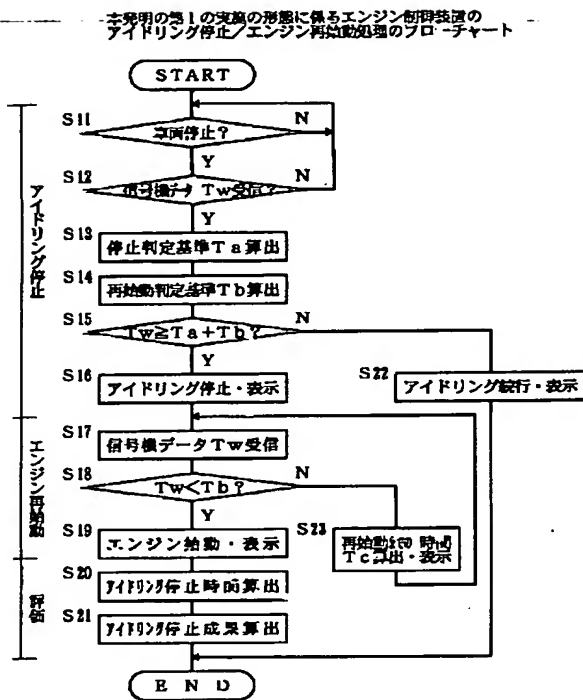 本発明の第1の実施の形態に係るエンジン制御装置の
アイドリング停止/エンジン再始動処理のフローチャート
START
S11
車両停止?
N
Y
S12
信号機データ Tw受信?
N
Y
S13
停止判定基準Ta算出
S14
再始動判定基準Tb算出
S15
Tw≧Ta+Tb?
N
Y
S16
アイドリング停止・表示
S22
アイドリング続行・表示
アイドリング停止
S17
信号機データTw受信
S18
Tw<Tb?
N
Y
S19
エンジン始動・表示
S23
再始動 時間
Tc算出・表示
エンジン再始動
S20
アイドリング停止時間算出
S21
アイドリング停止成果算出
評価
END